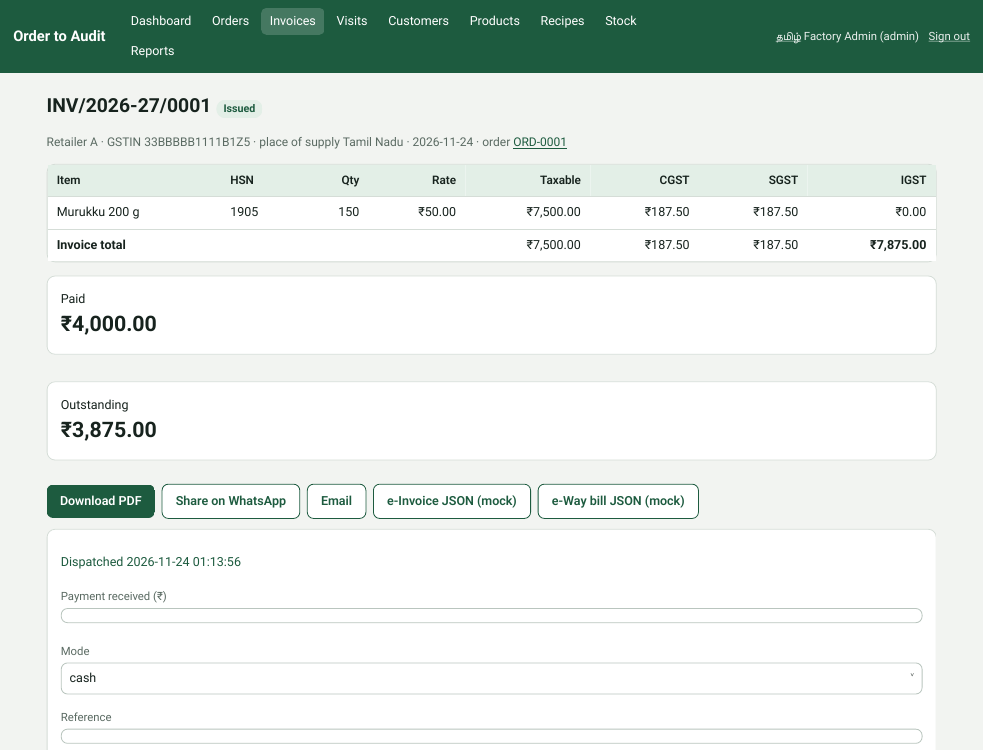 Order to Audit
Dashboard Orders Invoices Visits Customers Products Recipes Stock
Reports
தமிழ் Factory Admin (admin) Sign out
INV/2026-27/0001 Issued
Retailer A · GSTIN 33BBBBB1111B1Z5 · place of supply Tamil Nadu · 2026-11-24 · order ORD-0001
Item HSN Qty Rate Taxable CGST SGST IGST
Murukku 200 g 1905 150 ₹50.00 ₹7,500.00 ₹187.50 ₹187.50 ₹0.00
Invoice total ₹7,500.00 ₹187.50 ₹187.50 ₹7,875.00
Paid
₹4,000.00
Outstanding
₹3,875.00
Download PDF Share on WhatsApp Email e-Invoice JSON (mock) e-Way bill JSON (mock)
Dispatched 2026-11-24 01:13:56
Payment received (₹)
Mode
cash
Reference